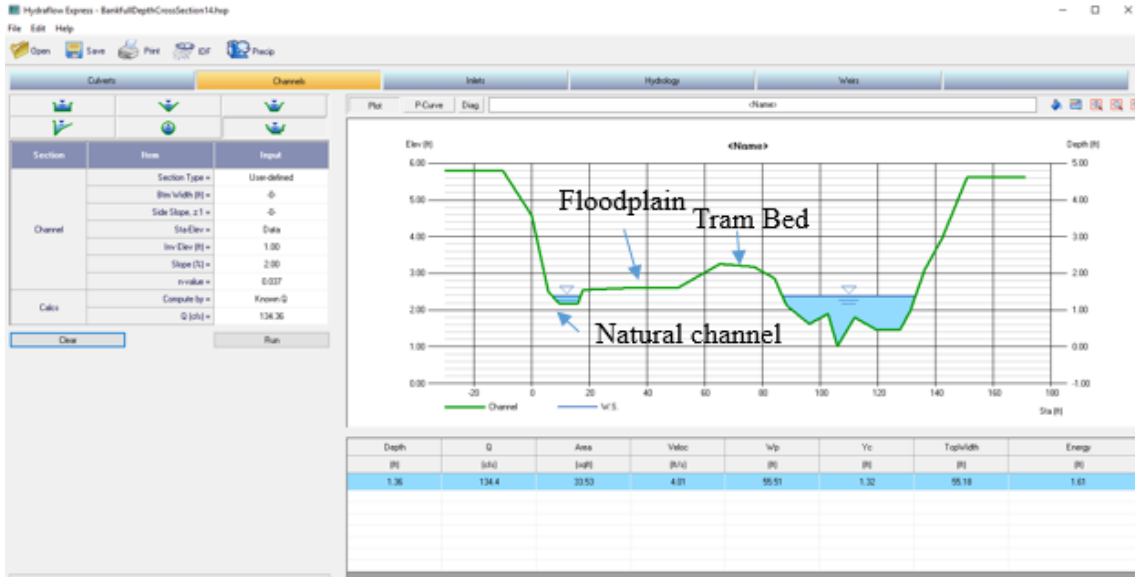 Hydraflow Express - BankfullDepthCrossSection14.hxp
File Edit Help
Open Save Print IDF Precip
Culverts Channels Inlets Hydrology Weirs
Plot P-Curve Diag <Name>
Section Item Input
Section Type = User-defined
Btm Width (ft) = -0-
Side Slope, z:1 = -0-
Channel Sta-Elev = Data
Inv Elev (ft) = 1.00
Slope (%) = 2.00
n-value = 0.037
Calcs Compute by = Known Q
Q (cfs) = 134.36
Clear Run
Elev (ft) <Name> Depth (ft)
6.00 5.00
5.00 4.00
Floodplain
Tram Bed
4.00 3.00
3.00 2.00
2.00 1.00
Natural channel
1.00 0.00
0.00 -1.00
-20 0 20 40 60 80 100 120 140 160 180
Channel W.S. Sta (ft)
Depth Q Area Veloc Wp Yc TopWidth Energy
(ft) (cfs) (sqft) (ft/s) (ft) (ft) (ft) (ft)
1.36 134.4 33.53 4.01 55.51 1.32 55.18 1.61